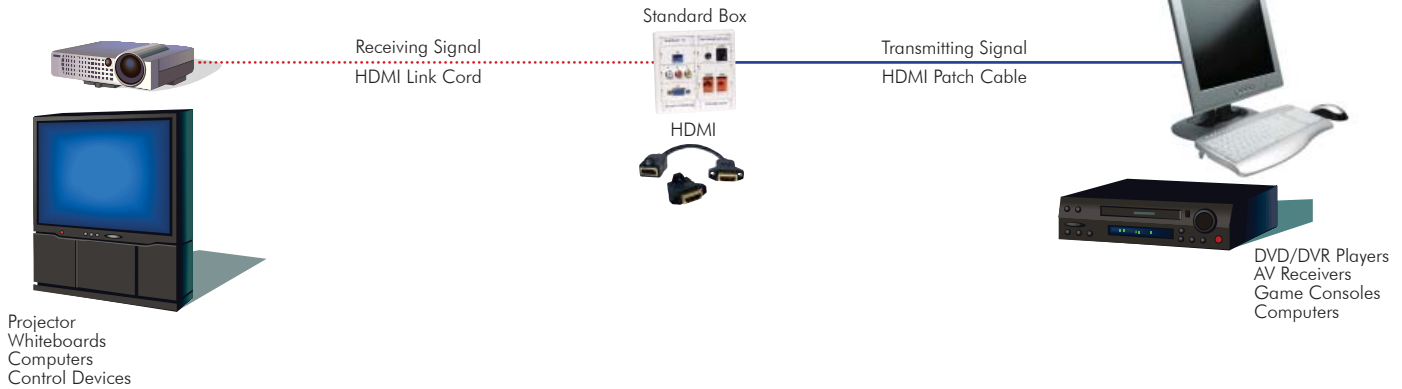 Standard Box
Receiving Signal
HDMI Link Cord
Transmitting Signal
HDMI Patch Cable
HDMI
DVD/DVR Players
AV Receivers
Game Consoles
Computers
Projector
Whiteboards
Computers
Control Devices